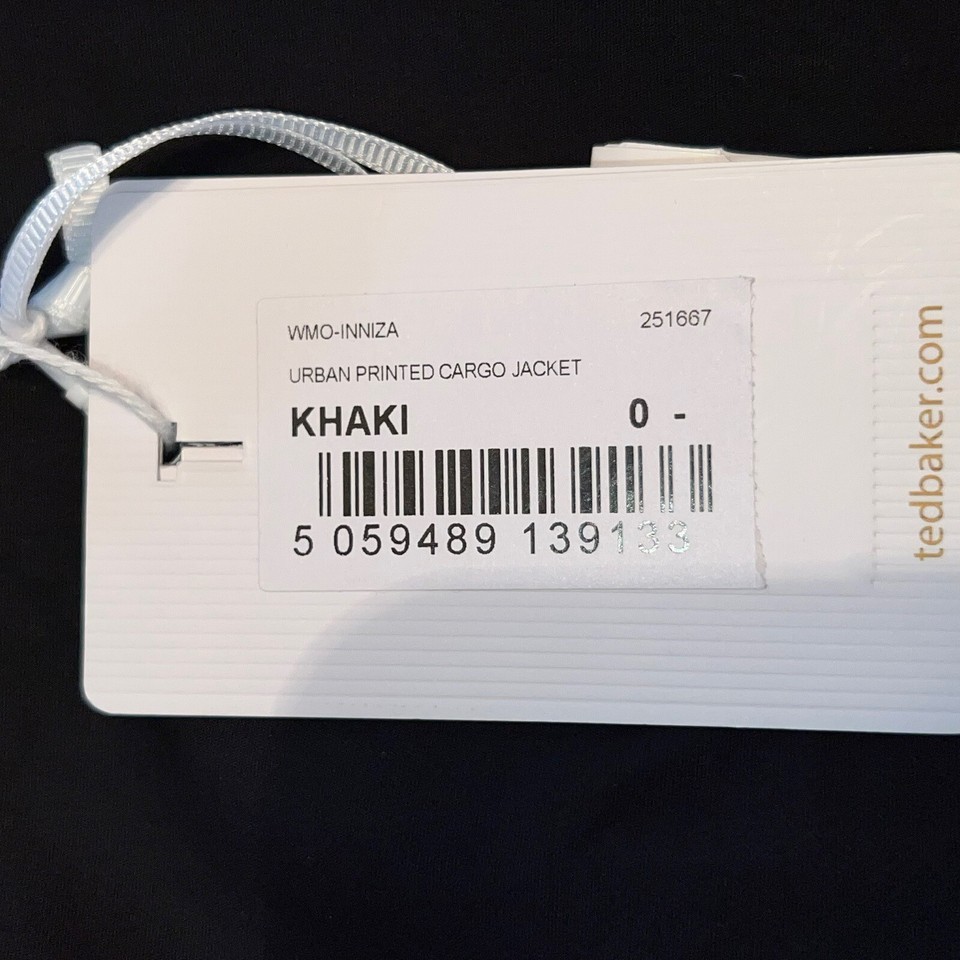 WMO-INNIZA 251667
URBAN PRINTED CARGO JACKET
KHAKI 0 -
5 059489 139133
tedbaker.com